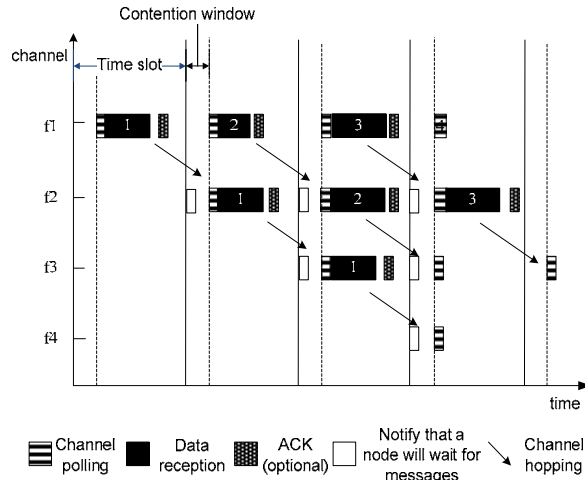 Contention window
channel
Time slot
f1
1
2
3
4
f2
1
2
3
f3
1
f4
time
Channel polling
Data reception
ACK (optional)
Notify that a node will wait for messages
Channel hopping